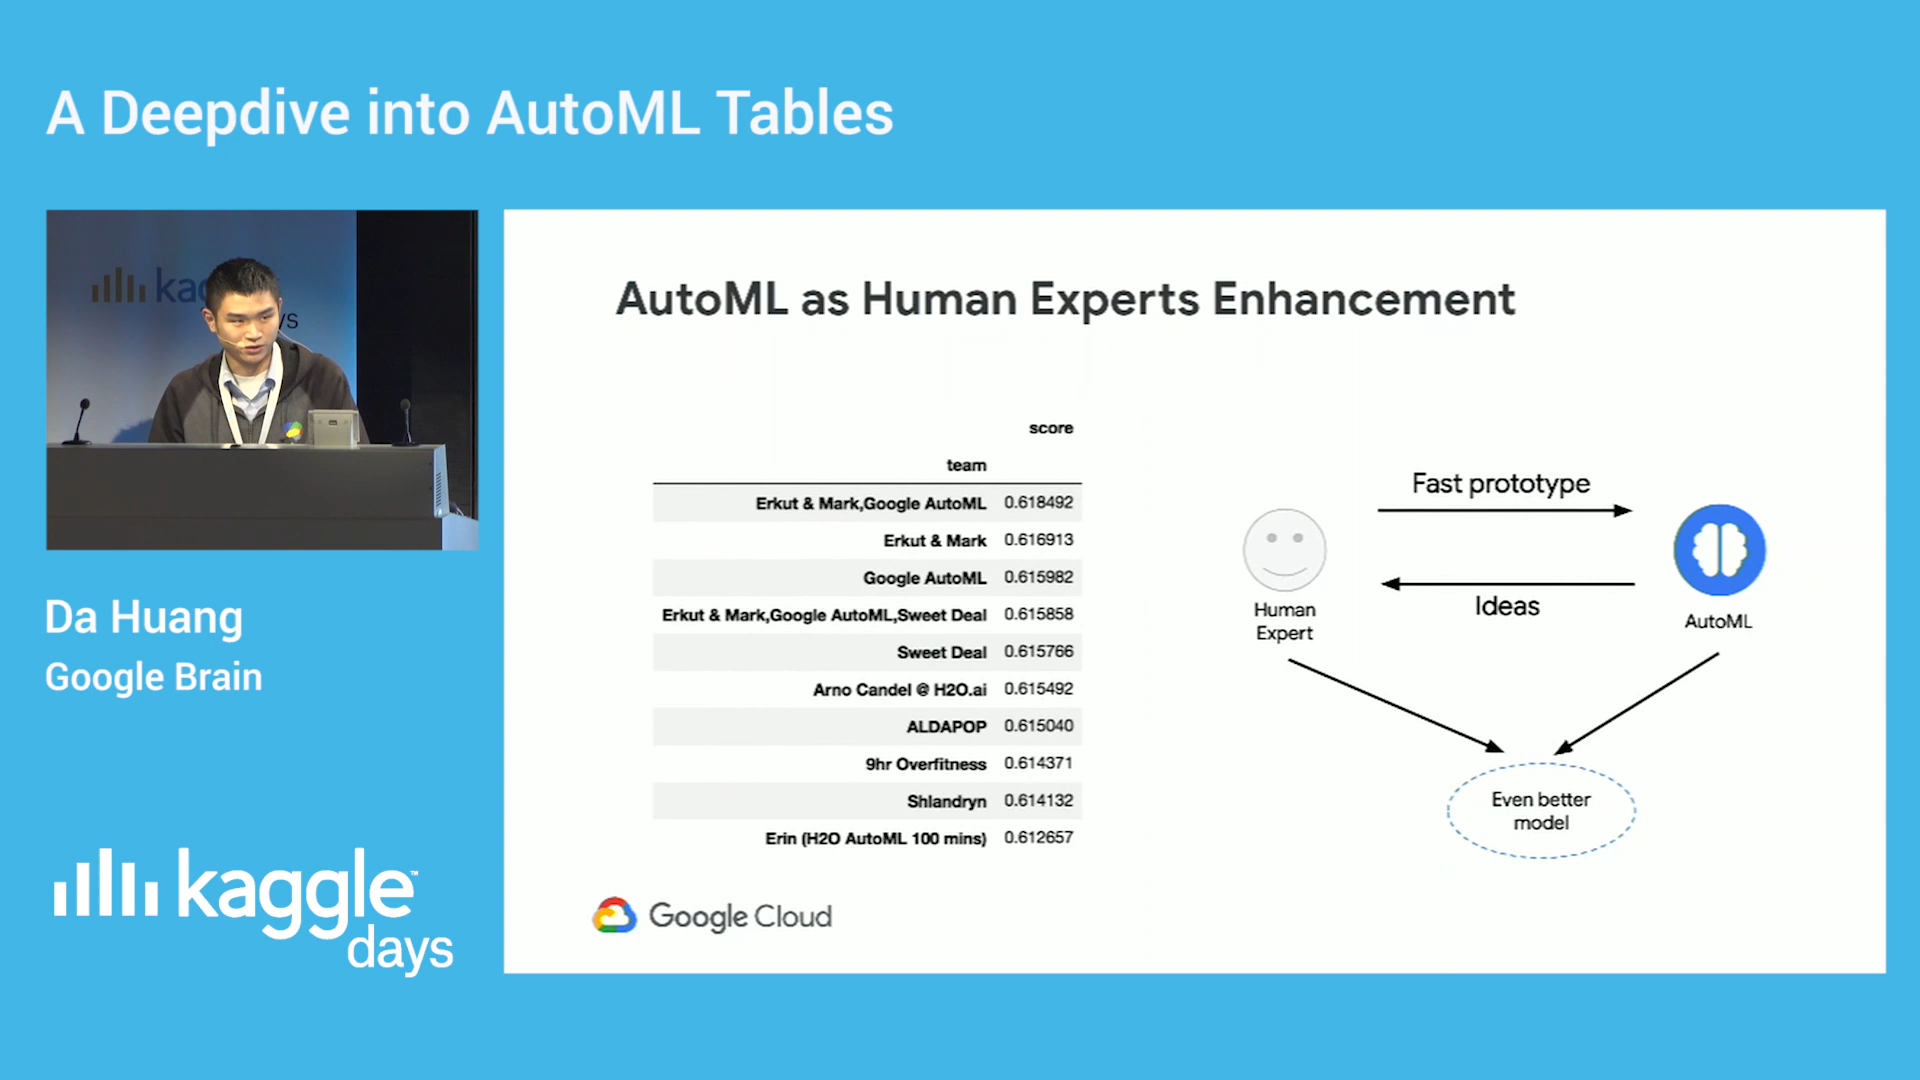 A Deepdive into AutoML Tables
kaggle
days
Da Huang
Google Brain
kaggle™
days
AutoML as Human Experts Enhancement
score
team
Erkut & Mark,Google AutoML 0.618492
Erkut & Mark 0.616913
Google AutoML 0.615982
Erkut & Mark,Google AutoML,Sweet Deal 0.615858
Sweet Deal 0.615766
Arno Candel @ H2O.ai 0.615492
ALDAPOP 0.615040
9hr Overfitness 0.614371
Shlandryn 0.614132
Erin (H2O AutoML 100 mins) 0.612657
Fast prototype
Ideas
Human
Expert
AutoML
Even better
model
Google Cloud